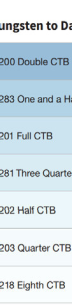 ungsten to Da
200 Double CTB
283 One and a Ha
201 Full CTB
281 Three Quarte
202 Half CTB
203 Quarter CTB
218 Eighth CTB